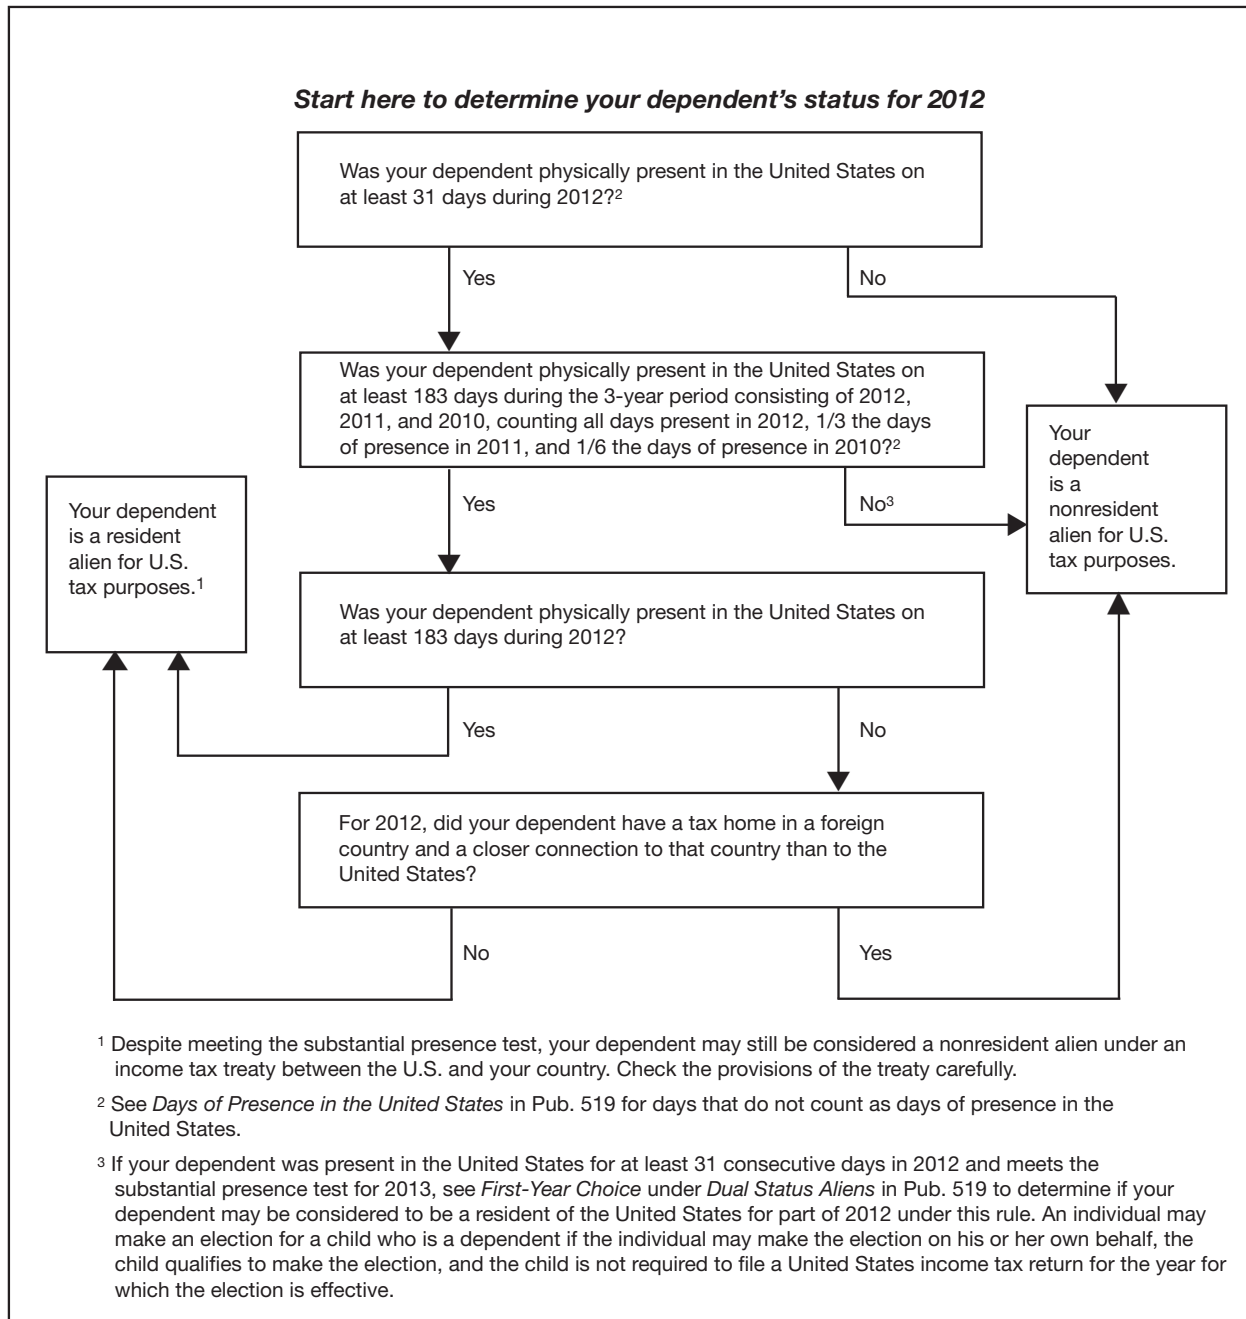 Start here to determine your dependent’s status for 2012
Was your dependent physically present in the United States on
at least 31 days during 2012?2
Yes
No
Was your dependent physically present in the United States on
at least 183 days during the 3-year period consisting of 2012,
2011, and 2010, counting all days present in 2012, 1/3 the days
of presence in 2011, and 1/6 the days of presence in 2010?2
Your
dependent
is a
nonresident
alien for U.S.
tax purposes.
Your dependent
is a resident
alien for U.S.
tax purposes.1
Yes
No3
Was your dependent physically present in the United States on
at least 183 days during 2012?
Yes
No
For 2012, did your dependent have a tax home in a foreign
country and a closer connection to that country than to the
United States?
No
Yes
1 Despite meeting the substantial presence test, your dependent may still be considered a nonresident alien under an
income tax treaty between the U.S. and your country. Check the provisions of the treaty carefully.
2 See Days of Presence in the United States in Pub. 519 for days that do not count as days of presence in the
United States.
3 If your dependent was present in the United States for at least 31 consecutive days in 2012 and meets the
substantial presence test for 2013, see First-Year Choice under Dual Status Aliens in Pub. 519 to determine if your
dependent may be considered to be a resident of the United States for part of 2012 under this rule. An individual may
make an election for a child who is a dependent if the individual may make the election on his or her own behalf, the
child qualifies to make the election, and the child is not required to file a United States income tax return for the year for
which the election is effective.